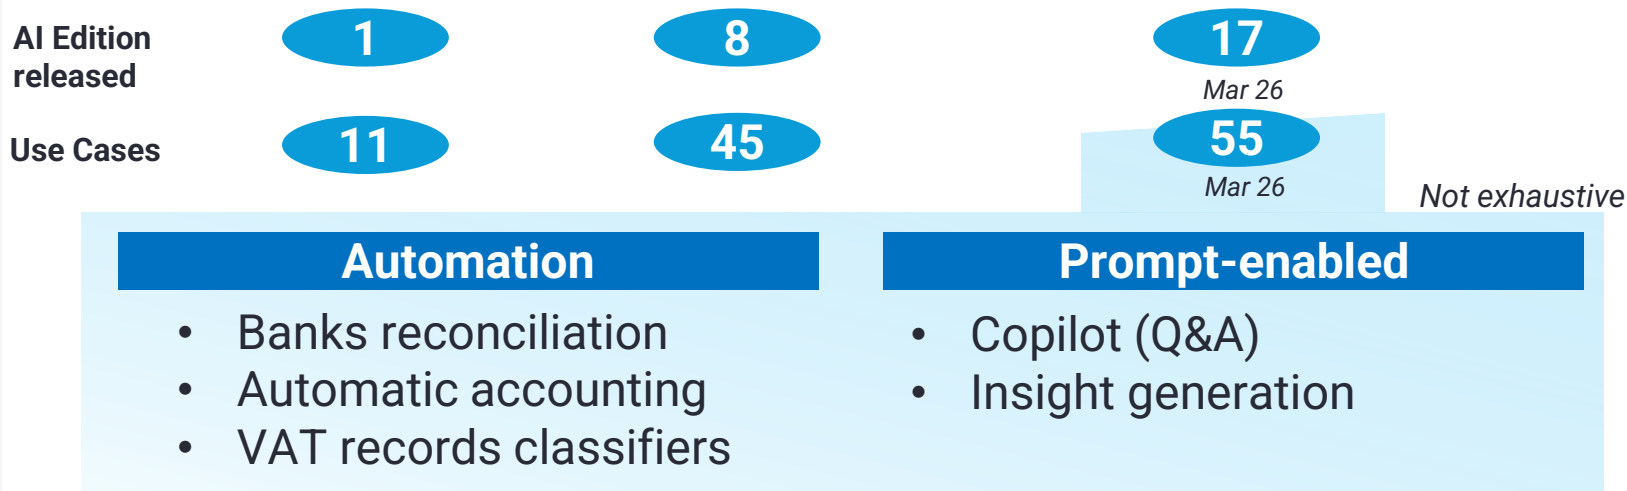 AI Edition
released
1
8
17
Mar 26
Use Cases
11
45
55
Mar 26
Not exhaustive
Automation
• Banks reconciliation
• Automatic accounting
• VAT records classifiers
Prompt-enabled
• Copilot (Q&A)
• Insight generation